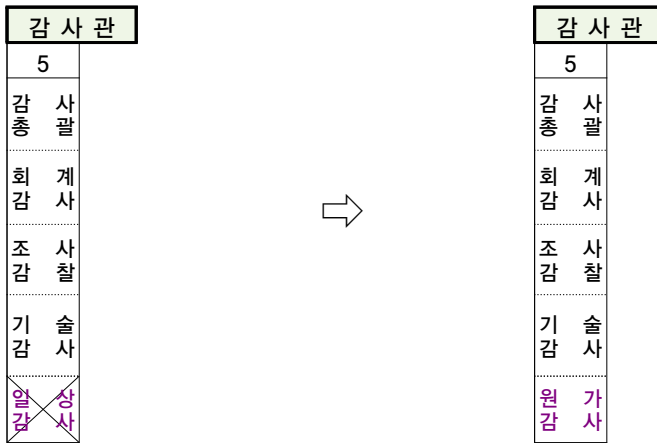 감 사 관
5
감 사
총 괄
회 계
감 사
조 사
감 찰
기 술
감 사
일 상
감 사
⇨
감 사 관
5
감 사
총 괄
회 계
감 사
조 사
감 찰
기 술
감 사
원 가
감 사